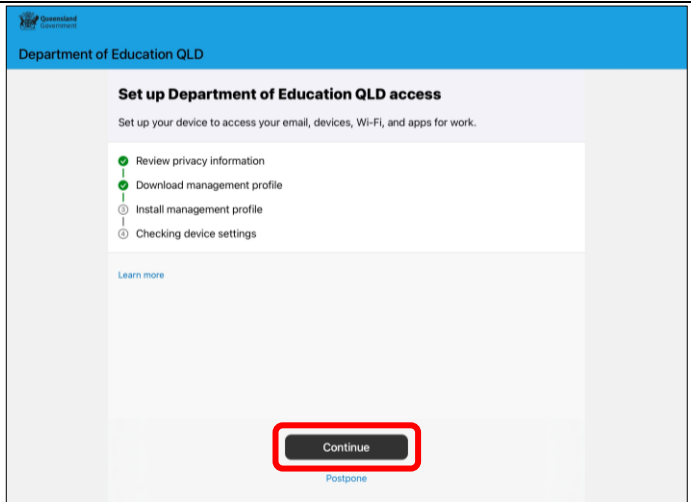 Queensland
Government
Department of Education QLD
Set up Department of Education QLD access
Set up your device to access your email, devices, Wi-Fi, and apps for work.
Review privacy information
Download management profile
3 Install management profile
4 Checking device settings
Learn more
Continue
Postpone